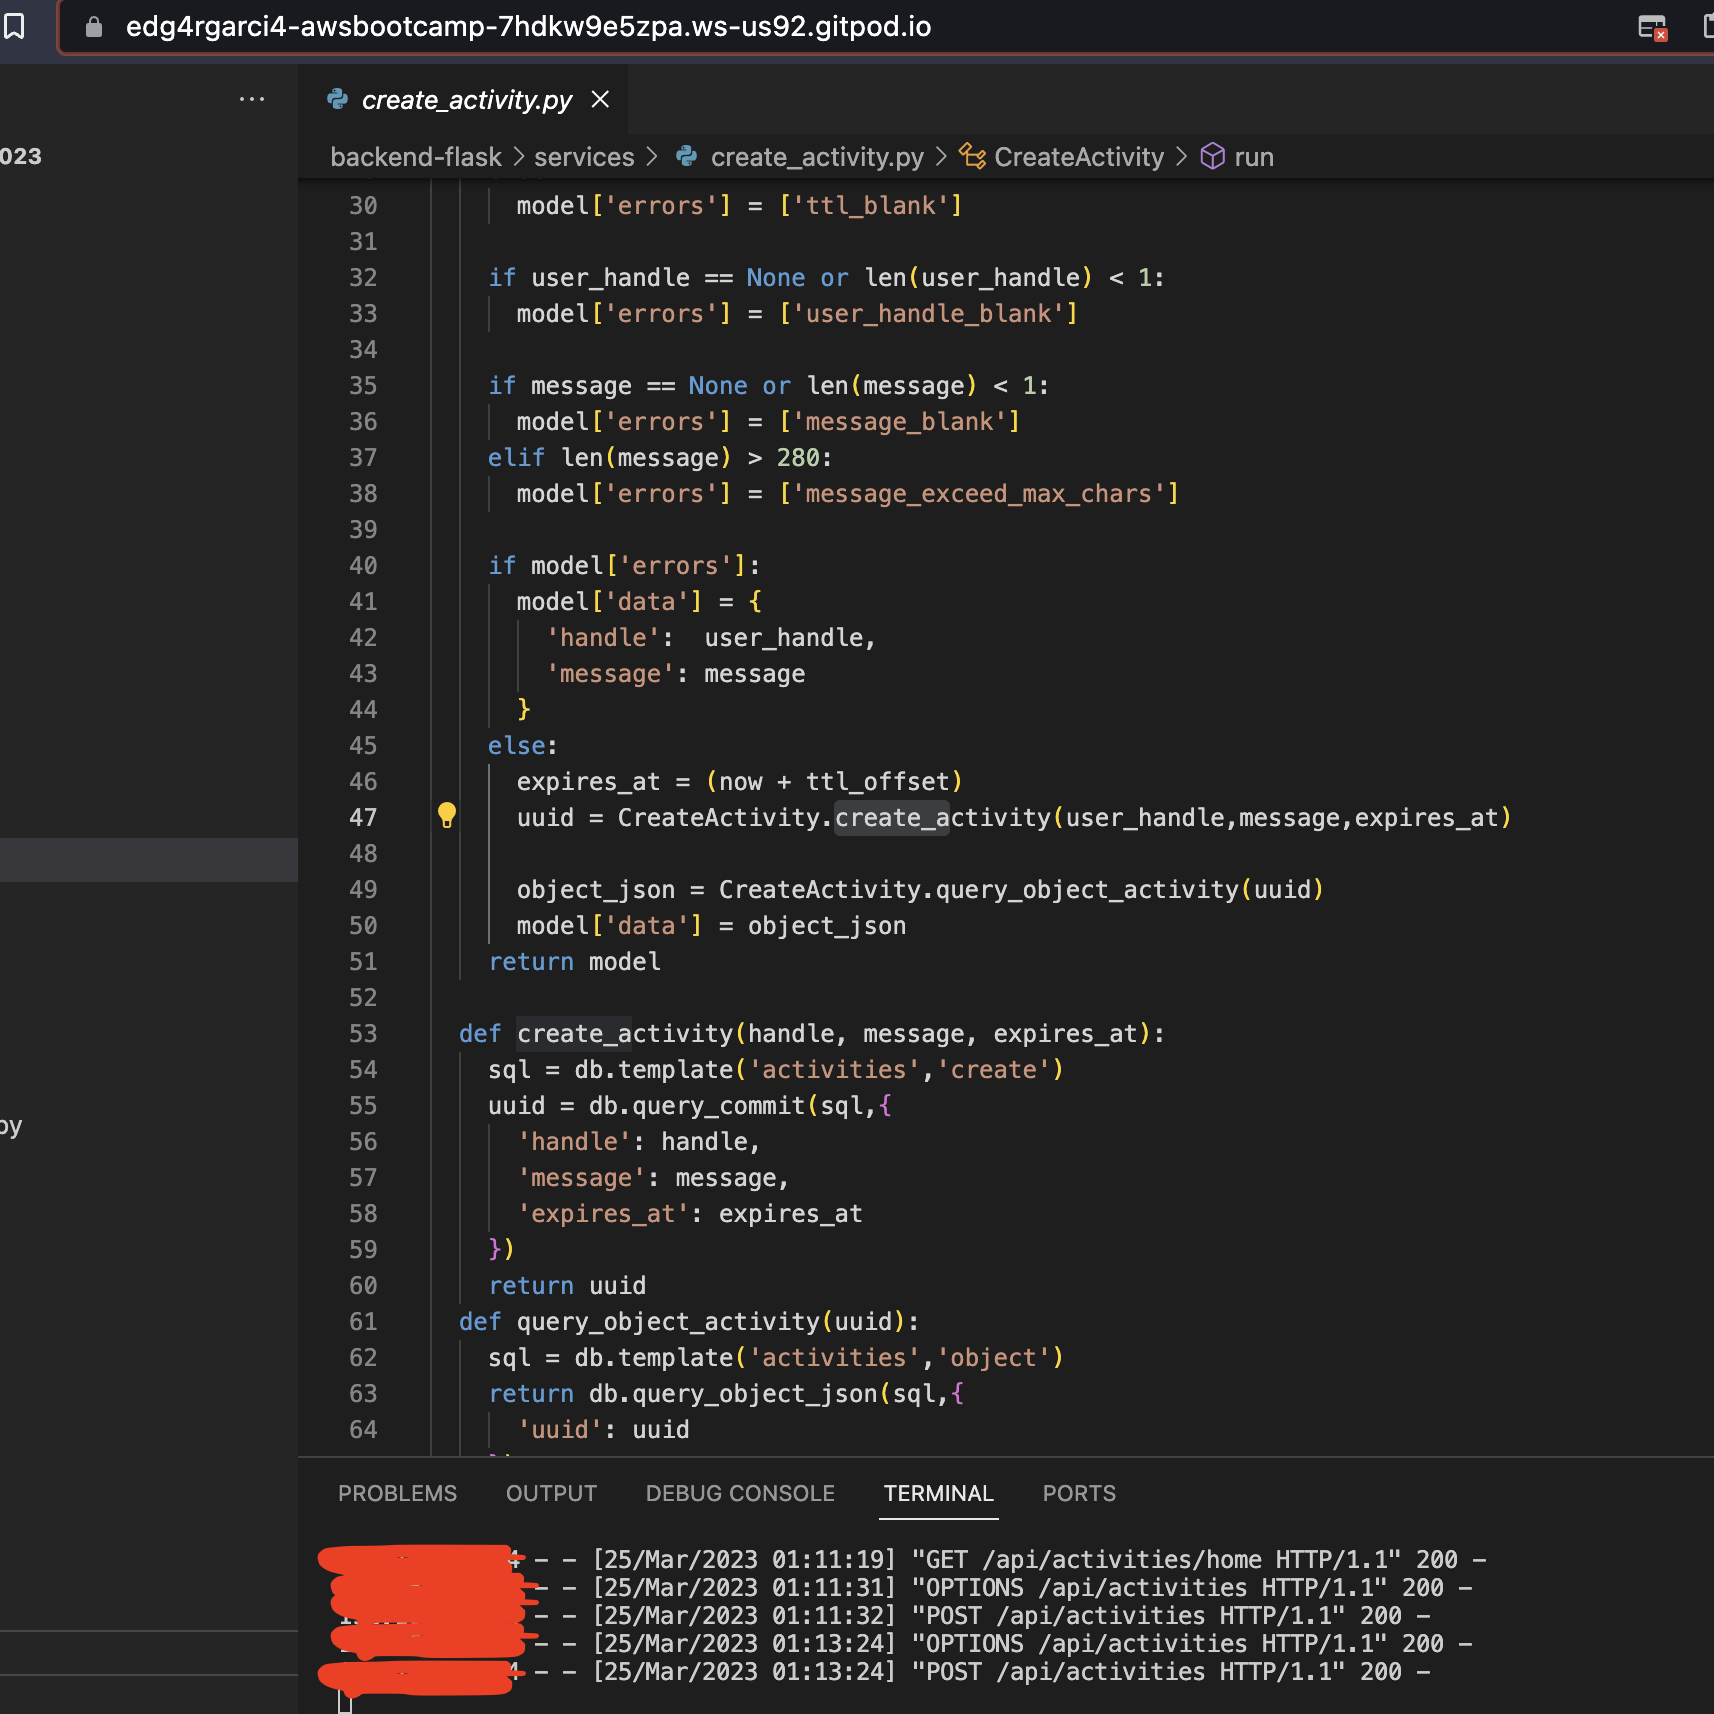 edg4rgarci4-awsbootcamp-7hdkw9e5zpa.ws-us92.gitpod.io
create_activity.py
023
backend-flask > services > create_activity.py > CreateActivity > run
30 model['errors'] = ['ttl_blank']
31
32 if user_handle == None or len(user_handle) < 1:
33 model['errors'] = ['user_handle_blank']
34
35 if message == None or len(message) < 1:
36 model['errors'] = ['message_blank']
37 elif len(message) > 280:
38 model['errors'] = ['message_exceed_max_chars']
39
40 if model['errors']:
41 model['data'] = {
42 'handle':  user_handle,
43 'message': message
44 }
45 else:
46 expires_at = (now + ttl_offset)
47 uuid = CreateActivity.create_activity(user_handle,message,expires_at)
48
49 object_json = CreateActivity.query_object_activity(uuid)
50 model['data'] = object_json
51 return model
52
53 def create_activity(handle, message, expires_at):
54 sql = db.template('activities','create')
55 uuid = db.query_commit(sql,{
56 'handle': handle,
57 'message': message,
58 'expires_at': expires_at
59 })
60 return uuid
61 def query_object_activity(uuid):
62 sql = db.template('activities','object')
63 return db.query_object_json(sql,{
64 'uuid': uuid
py
PROBLEMS OUTPUT DEBUG CONSOLE TERMINAL PORTS
4 - - [25/Mar/2023 01:11:19] "GET /api/activities/home HTTP/1.1" 200 -
- - [25/Mar/2023 01:11:31] "OPTIONS /api/activities HTTP/1.1" 200 -
- - [25/Mar/2023 01:11:32] "POST /api/activities HTTP/1.1" 200 -
- - [25/Mar/2023 01:13:24] "OPTIONS /api/activities HTTP/1.1" 200 -
4 - - [25/Mar/2023 01:13:24] "POST /api/activities HTTP/1.1" 200 -